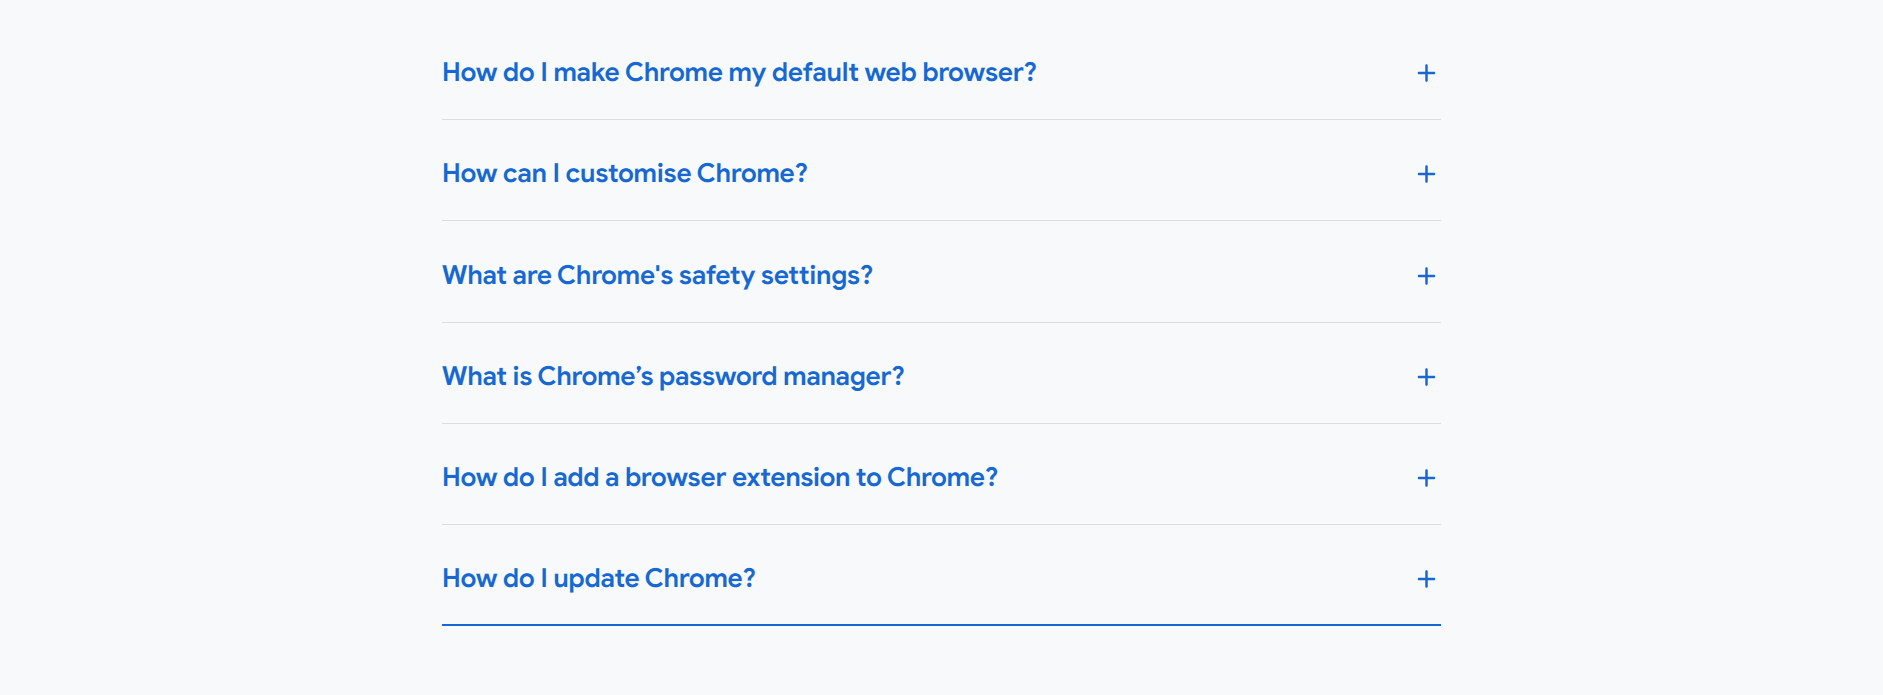 How do I make Chrome my default web browser?
How can I customise Chrome?
What are Chrome's safety settings?
What is Chrome’s password manager?
How do I add a browser extension to Chrome?
How do I update Chrome?